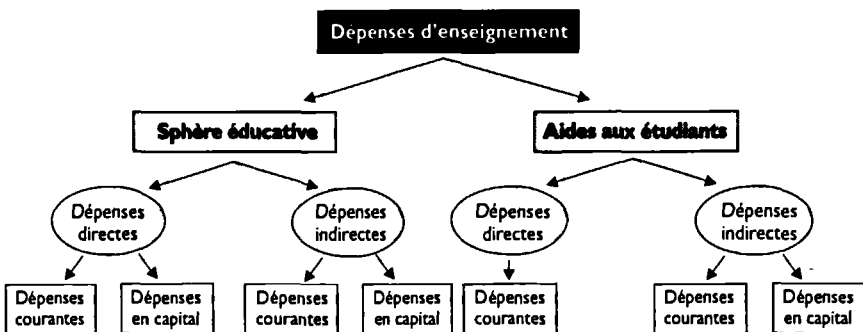 Dépenses d'enseignement
Sphère éducative
Aides aux étudiants
Dépenses
directes
Dépenses
indirectes
Dépenses
directes
Dépenses
indirectes
Dépenses
courantes
Dépenses
en capital
Dépenses
courantes
Dépenses
en capital
Dépenses
courantes
Dépenses
courantes
Dépenses
en capital